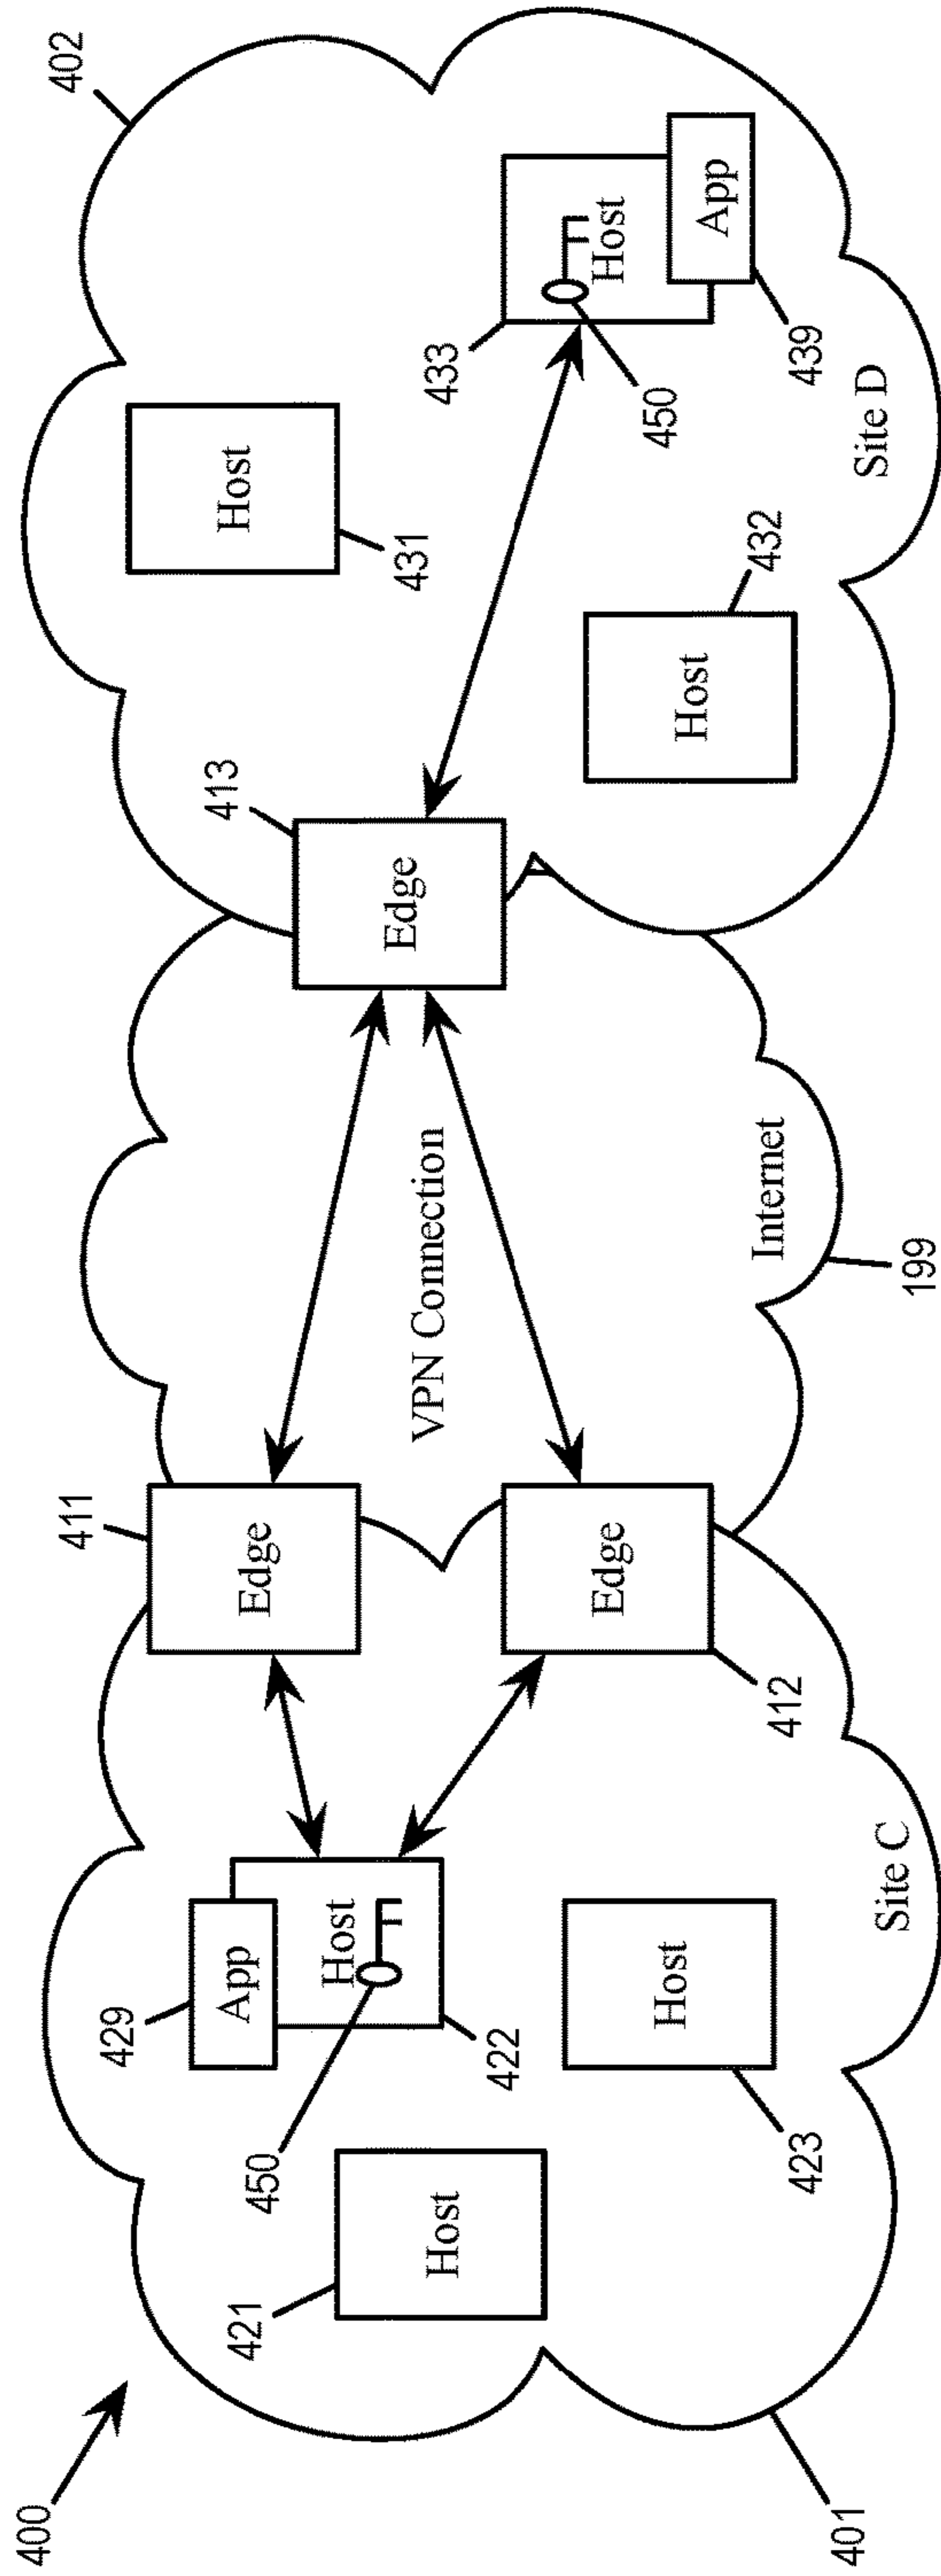 400
401
402
411
413
429
App
Host
450
422
421
Host
Host
423
Site C
Edge
Edge
412
VPN Connection
Internet
199
Edge
Host
431
Host
432
433
Host
450
App
439
Site D